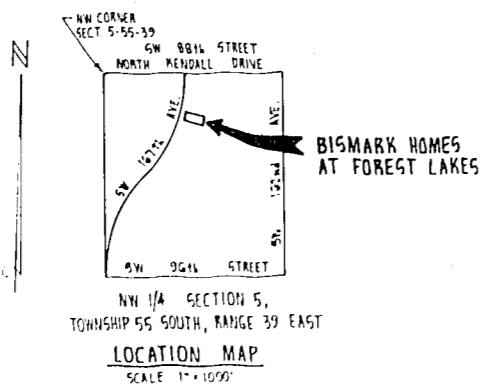 NW CORNER
SECT. 5-55-39
N
SW 88th STREET
NORTH KENDALL DRIVE
SW 167th AVE.
BISMARK HOMES
AT FOREST LAKES
SW 162nd AVE.
SW 96th STREET
NW 1/4 SECTION 5,
TOWNSHIP 55 SOUTH, RANGE 39 EAST
LOCATION MAP
SCALE 1" = 1000'